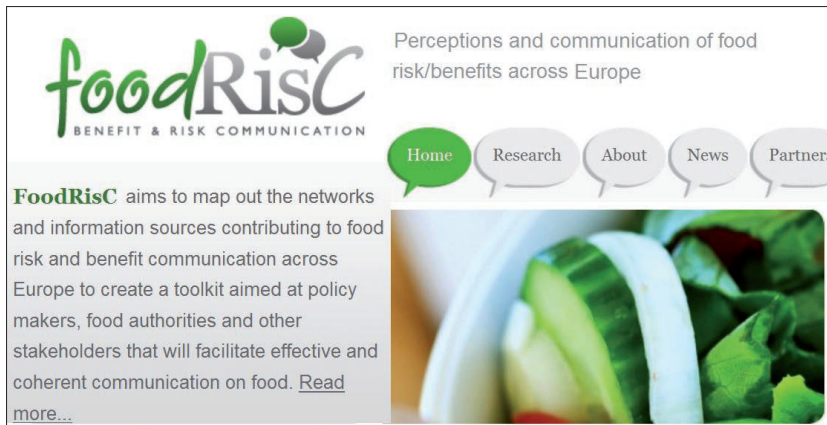 foodRisC
BENEFIT & RISK COMMUNICATION
Perceptions and communication of food
risk/benefits across Europe
Home
Research
About
News
Partner
FoodRisC aims to map out the networks
and information sources contributing to food
risk and benefit communication across
Europe to create a toolkit aimed at policy
makers, food authorities and other
stakeholders that will facilitate effective and
coherent communication on food. Read
more...